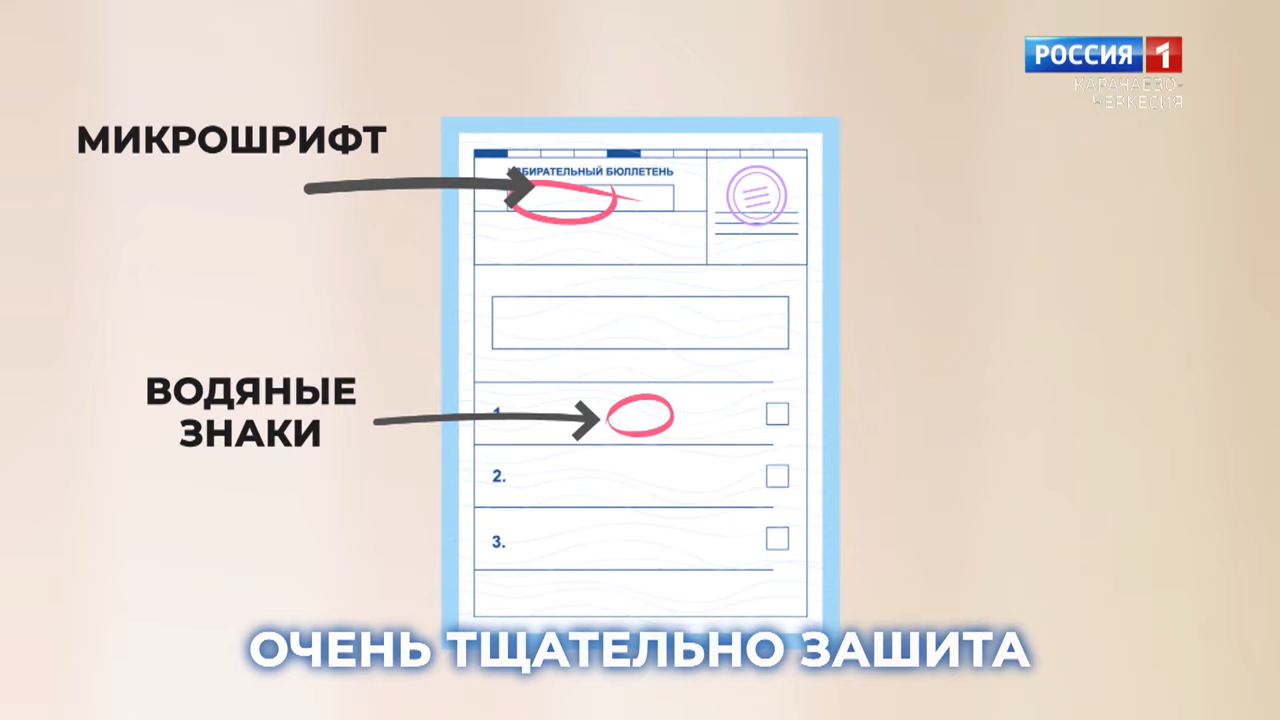 РОССИЯ 1
КАРАЧАЕВО-
ЧЕРКЕСИЯ
МИКРОШРИФТ
ИЗБИРАТЕЛЬНЫЙ БЮЛЛЕТЕНЬ
ВОДЯНЫЕ
ЗНАКИ
1.
2.
3.
ОЧЕНЬ ТЩАТЕЛЬНО ЗАШИТА